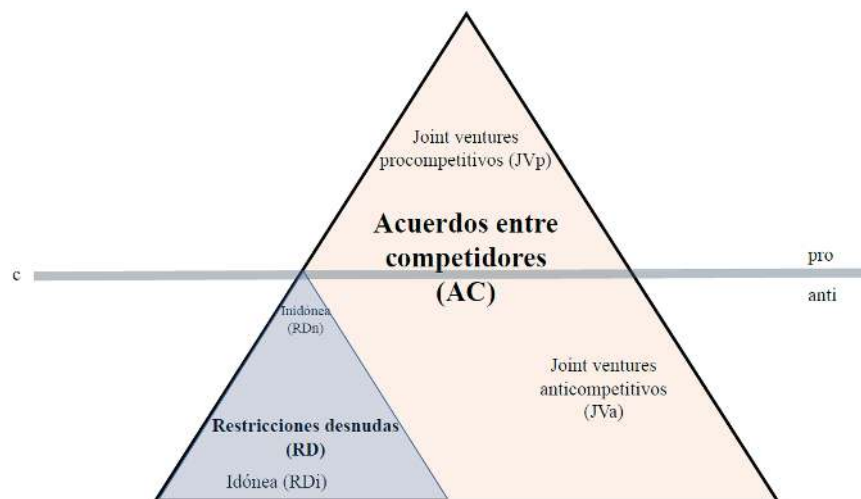 Joint ventures
procompetitivos (JVp)
Acuerdos entre
competidores
(AC)
c
pro
anti
Inidónea
(RDn)
Joint ventures
anticompetitivos
(JVa)
Restricciones desnudas
(RD)
Idónea (RDi)